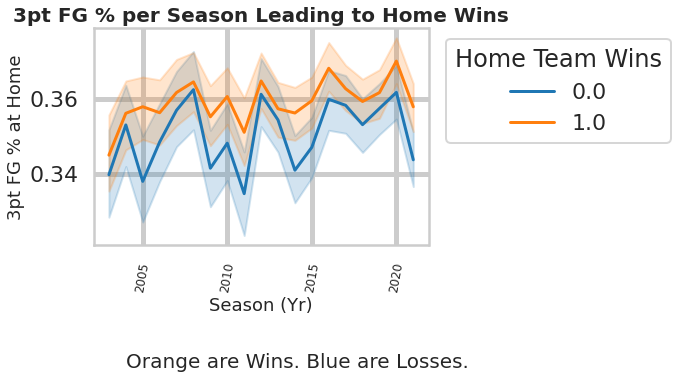 3pt FG % per Season Leading to Home Wins
3pt FG % at Home
0.36
0.34
2005
2010
2015
2020
Season (Yr)
Home Team Wins
0.0
1.0
Orange are Wins. Blue are Losses.